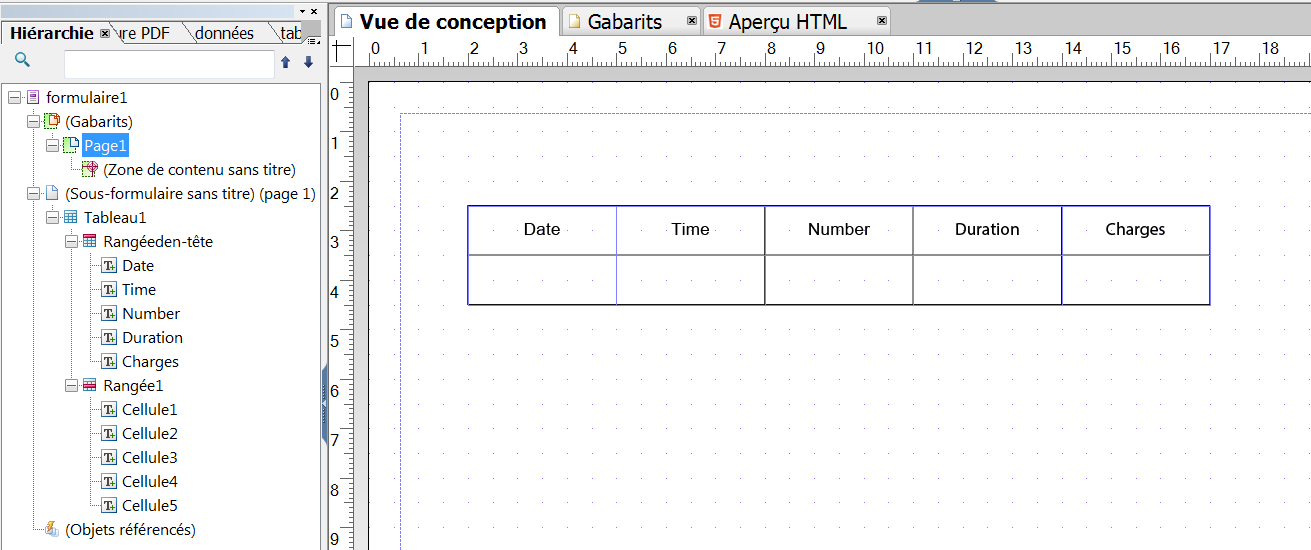 Hiérarchie ure PDF données tab
Vue de conception Gabarits Aperçu HTML
0 1 2 3 4 5 6 7 8 9 10 11 12 13 14 15 16 17 18
formulaire1
(Gabarits)
Page1
(Zone de contenu sans titre)
(Sous-formulaire sans titre) (page 1)
Tableau1
Rangéeden-tête
Date
Time
Number
Duration
Charges
Rangée1
Cellule1
Cellule2
Cellule3
Cellule4
Cellule5
(Objets référencés)
0
1
2
3
4
5
6
7
8
9
Date Time Number Duration Charges